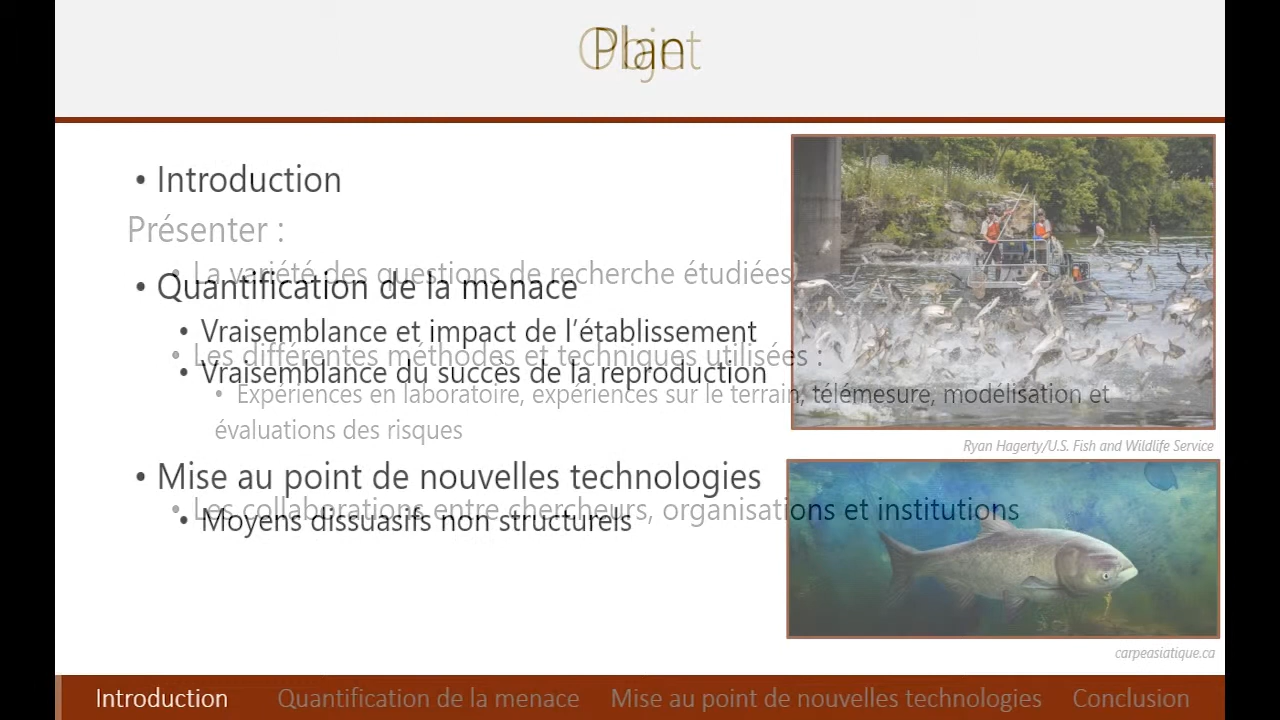 Plan
Objet
• Introduction
Présenter :
• La variété des questions de recherche étudiées
• Quantification de la menace
• Vraisemblance et impact de l’établissement
• Les différentes méthodes et techniques utilisées :
• Vraisemblance du succès de la reproduction
• Expériences en laboratoire, expériences sur le terrain, télémesure, modélisation et
évaluations des risques
Ryan Hagerty/U.S. Fish and Wildlife Service
• Mise au point de nouvelles technologies
• Les collaborations entre chercheurs, organisations et institutions
• Moyens dissuasifs non structurels
carpeasiatique.ca
Introduction Quantification de la menace Mise au point de nouvelles technologies Conclusion